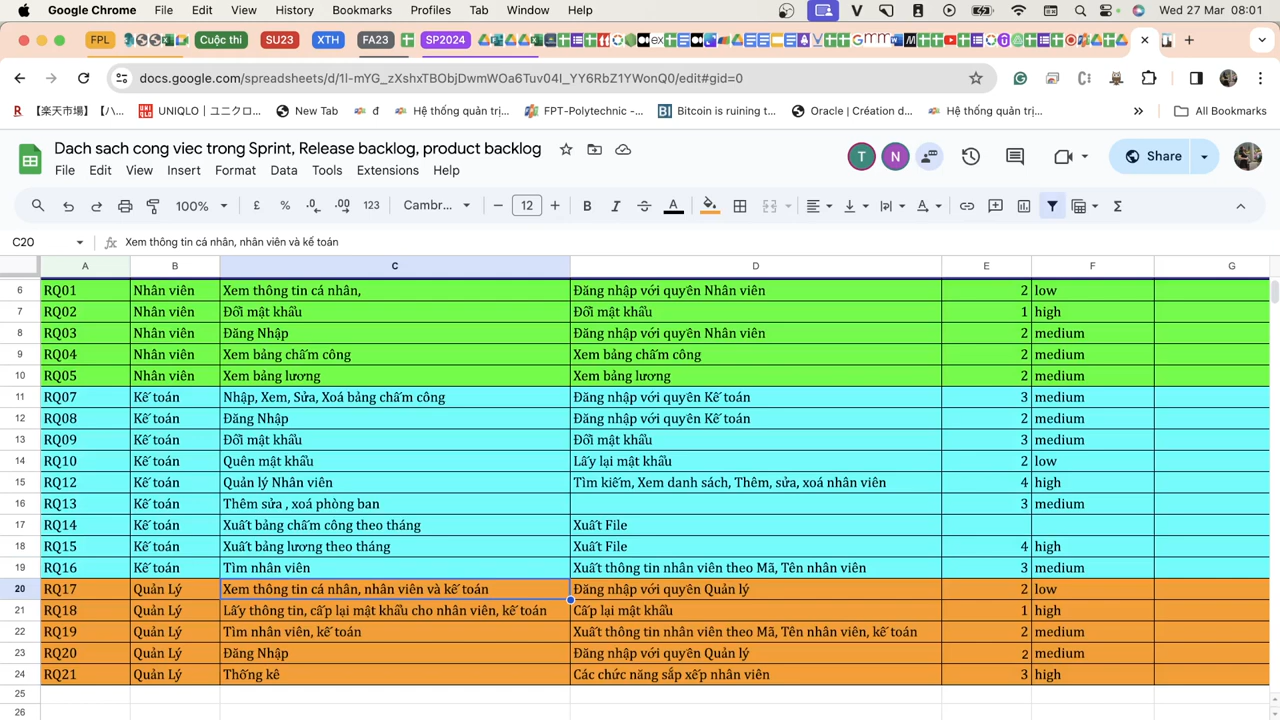 Google Chrome File Edit View History Bookmarks Profiles Tab Window Help Wed 27 Mar 08:01
FPL Cuộc thi SU23 XTH FA23 SP2024
docs.google.com/spreadsheets/d/1l-mYG_zXshxTBObjDwmWOa6Tuv04I_YY6RbZ1YWonQ0/edit#gid=0
【楽天市場】【ハ... UNIQLO｜ユニクロ... New Tab đ Hệ thống quản trị... FPT-Polytechnic -... Bitcoin is ruining t... Oracle | Création d... Hệ thống quản trị... All Bookmarks
Dach sach cong viec trong Sprint, Release backlog, product backlog
T N Share
File Edit View Insert Format Data Tools Extensions Help
100% £ % .0 .00 123 Cambr... 12 B I A
C20 fx Xem thông tin cá nhân, nhân viên và kế toán
A B C D E F G
6 RQ01 Nhân viên Xem thông tin cá nhân, Đăng nhập với quyền Nhân viên 2 low
7 RQ02 Nhân viên Đổi mật khẩu Đổi mật khẩu 1 high
8 RQ03 Nhân viên Đăng Nhập Đăng nhập với quyền Nhân viên 2 medium
9 RQ04 Nhân viên Xem bảng chấm công Xem bảng chấm công 2 medium
10 RQ05 Nhân viên Xem bảng lương Xem bảng lương 2 medium
11 RQ07 Kế toán Nhập, Xem, Sửa, Xoá bảng chấm công Đăng nhập với quyền Kế toán 3 medium
12 RQ08 Kế toán Đăng Nhập Đăng nhập với quyền Kế toán 2 medium
13 RQ09 Kế toán Đổi mật khẩu Đổi mật khẩu 3 medium
14 RQ10 Kế toán Quên mật khẩu Lấy lại mật khẩu 2 low
15 RQ12 Kế toán Quản lý Nhân viên Tìm kiếm, Xem danh sách, Thêm, sửa, xoá nhân viên 4 high
16 RQ13 Kế toán Thêm sửa , xoá phòng ban 3 medium
17 RQ14 Kế toán Xuất bảng chấm công theo tháng Xuất File
18 RQ15 Kế toán Xuất bảng lương theo tháng Xuất File 4 high
19 RQ16 Kế toán Tìm nhân viên Xuất thông tin nhân viên theo Mã, Tên nhân viên 3 medium
20 RQ17 Quản Lý Xem thông tin cá nhân, nhân viên và kế toán Đăng nhập với quyền Quản lý 2 low
21 RQ18 Quản Lý Lấy thông tin, cấp lại mật khẩu cho nhân viên, kế toán Cấp lại mật khẩu 1 high
22 RQ19 Quản Lý Tìm nhân viên, kế toán Xuất thông tin nhân viên theo Mã, Tên nhân viên, kế toán 2 medium
23 RQ20 Quản Lý Đăng Nhập Đăng nhập với quyền Quản lý 2 medium
24 RQ21 Quản Lý Thống kê Các chức năng sắp xếp nhân viên 3 high
25
26